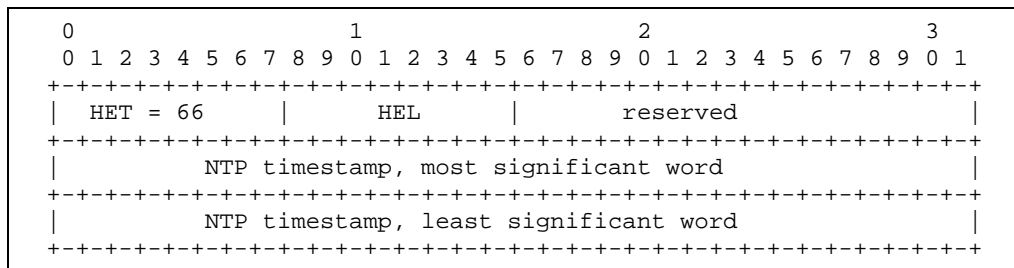 0                   1                   2                   3
 0 1 2 3 4 5 6 7 8 9 0 1 2 3 4 5 6 7 8 9 0 1 2 3 4 5 6 7 8 9 0 1
+-+-+-+-+-+-+-+-+-+-+-+-+-+-+-+-+-+-+-+-+-+-+-+-+-+-+-+-+-+-+-+-+
|  HET = 66     |      HEL      |       reserved                |
+-+-+-+-+-+-+-+-+-+-+-+-+-+-+-+-+-+-+-+-+-+-+-+-+-+-+-+-+-+-+-+-+
|          NTP timestamp, most significant word                 |
+-+-+-+-+-+-+-+-+-+-+-+-+-+-+-+-+-+-+-+-+-+-+-+-+-+-+-+-+-+-+-+-+
|          NTP timestamp, least significant word                |
+-+-+-+-+-+-+-+-+-+-+-+-+-+-+-+-+-+-+-+-+-+-+-+-+-+-+-+-+-+-+-+-+